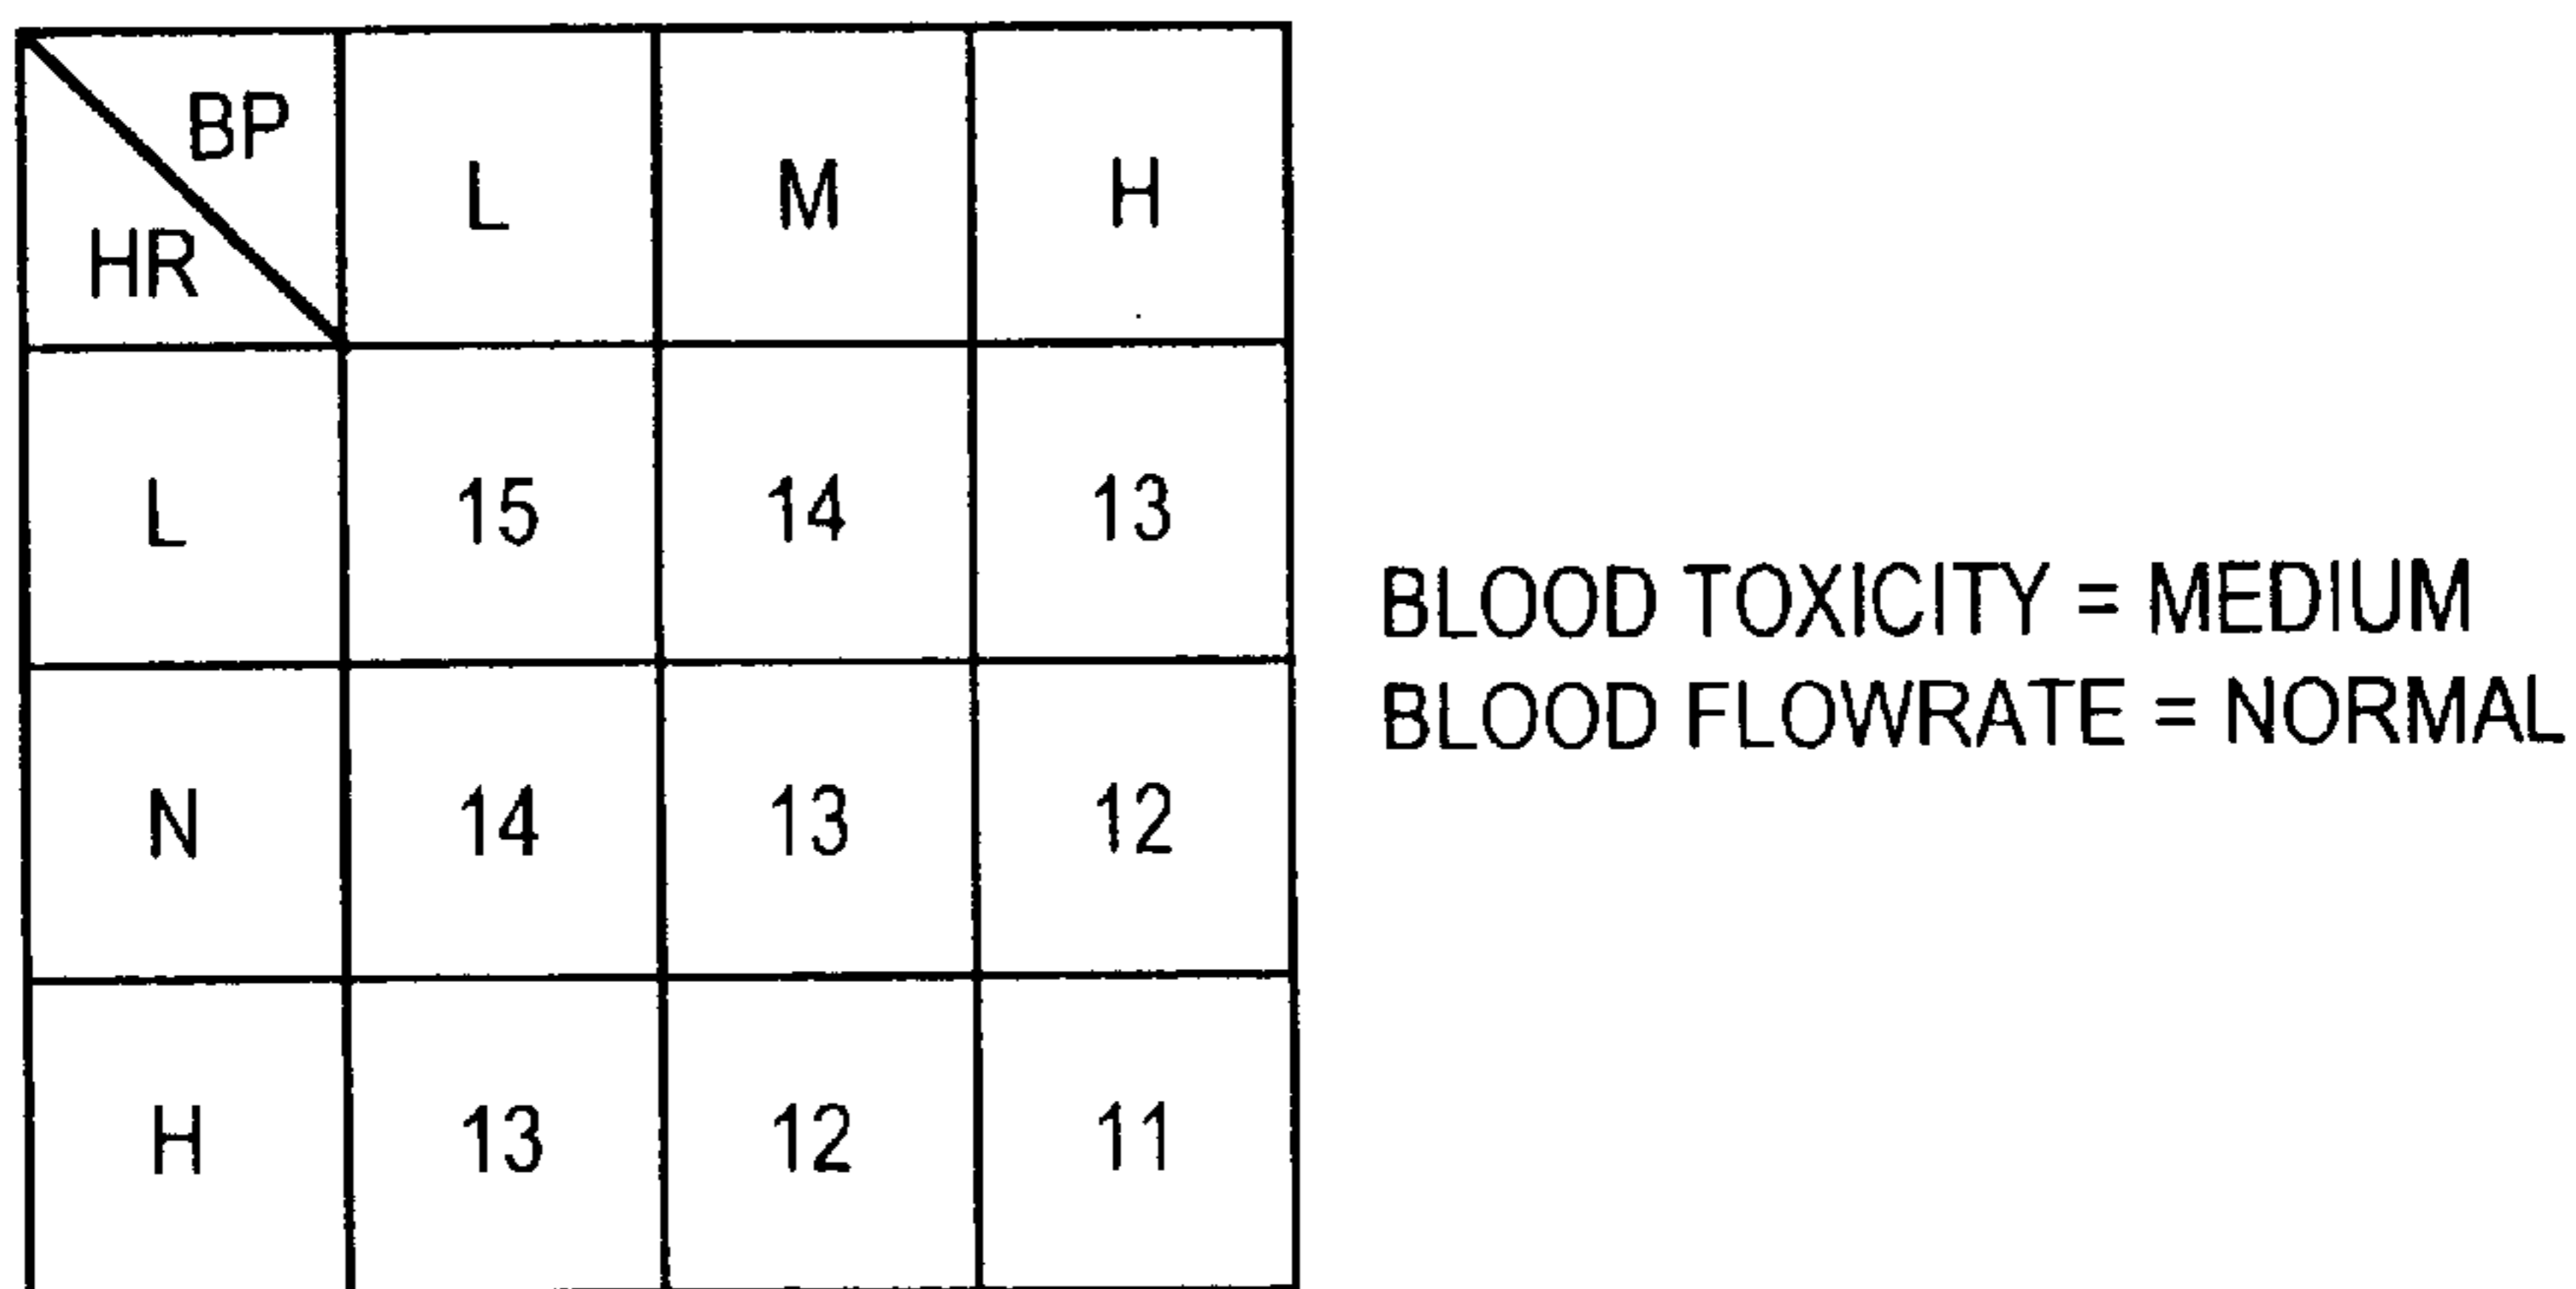 BP L M H
HR
L 15 14 13
BLOOD TOXICITY = MEDIUM
BLOOD FLOWRATE = NORMAL
N 14 13 12
H 13 12 11